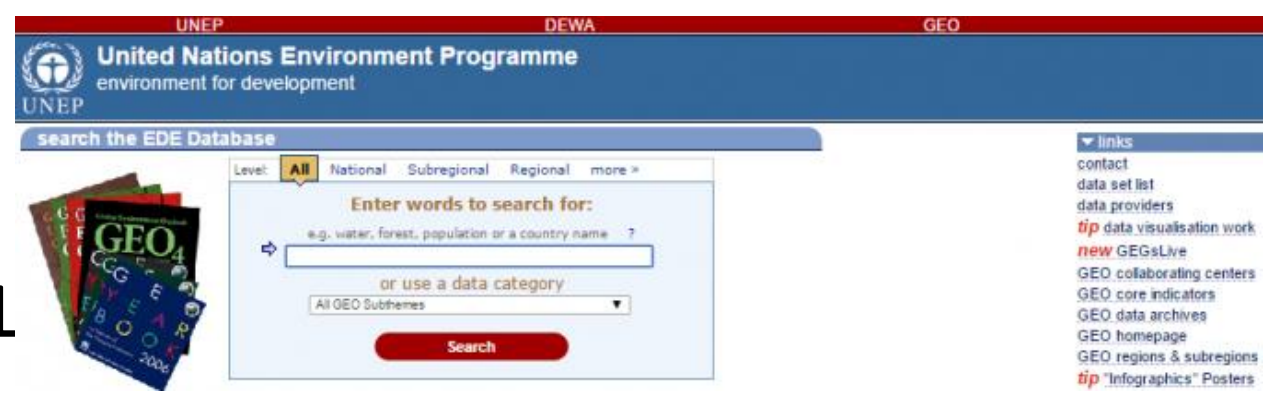 UNEP DEWA GEO
United Nations Environment Programme
environment for development
UNEP
search the EDE Database
Level: All National Subregional Regional more »
Enter words to search for:
e.g. water, forest, population or a country name ?
or use a data category
All GEO Subthemes
Search
GEO4
YEAR
BOOK
2006
▼ links
contact
data set list
data providers
tip data visualisation work
new GEGsLive
GEO collaborating centers
GEO core indicators
GEO data archives
GEO homepage
GEO regions & subregions
tip "Infographics" Posters